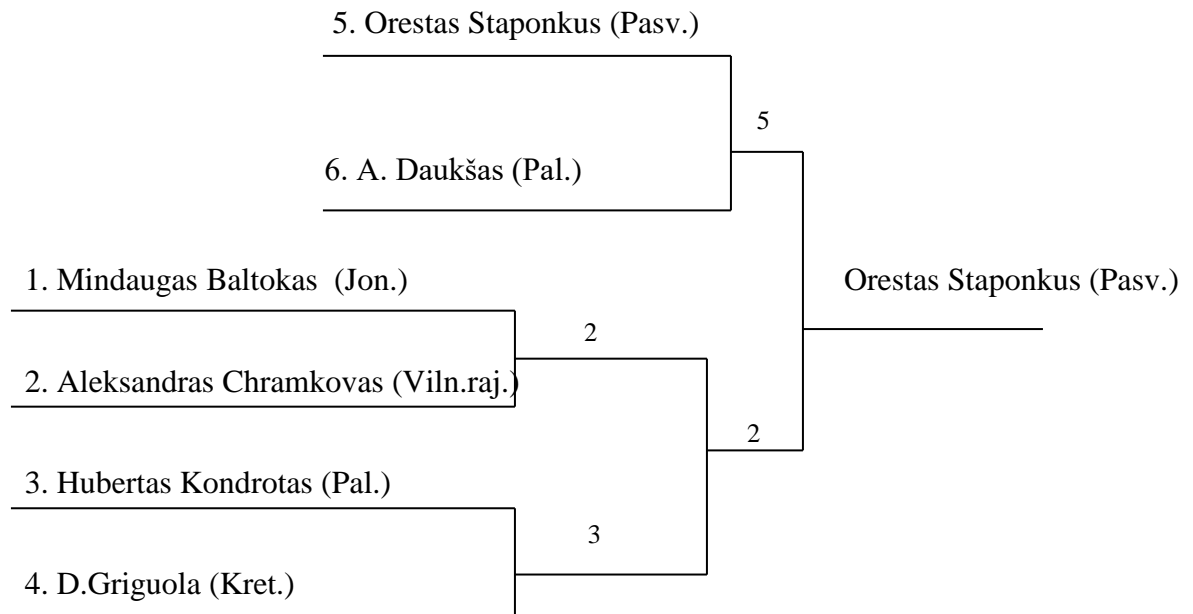 5. Orestas Staponkus (Pasv.)
5
6. A. Daukšas (Pal.)
1. Mindaugas Baltokas (Jon.)
Orestas Staponkus (Pasv.)
2
2. Aleksandras Chramkovas (Viln.raj.)
2
3. Hubertas Kondrotas (Pal.)
3
4. D.Griguola (Kret.)